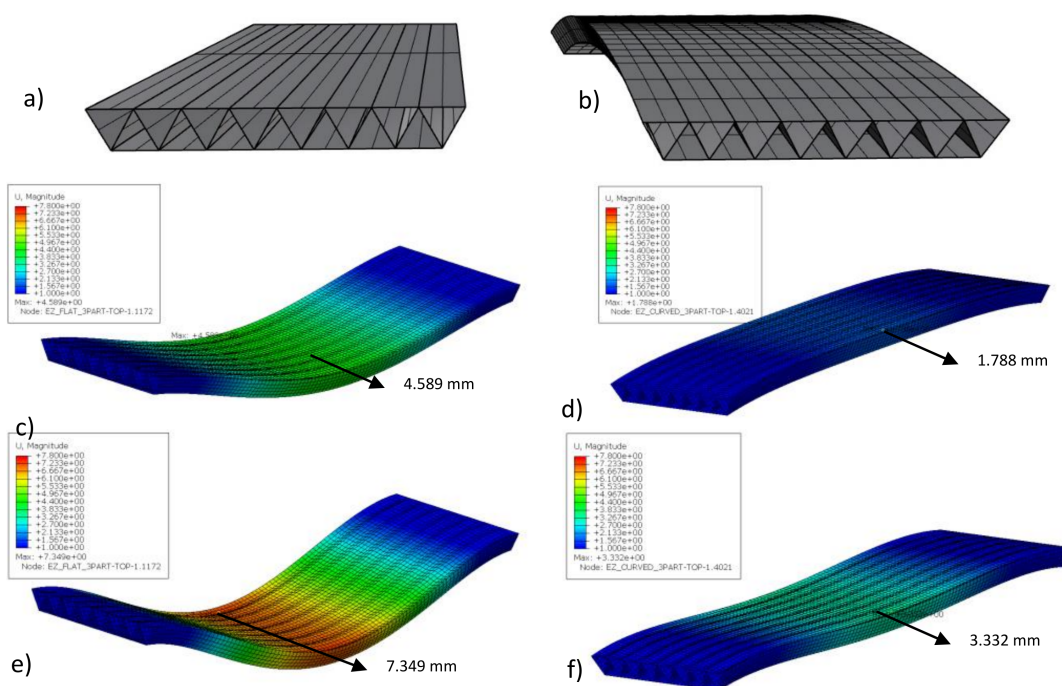 a)
b)
U, Magnitude
+7.800e+00
+7.233e+00
+6.667e+00
+6.100e+00
+5.533e+00
+4.967e+00
+4.400e+00
+3.833e+00
+3.267e+00
+2.700e+00
+2.133e+00
+1.567e+00
+1.000e+00
Max: +4.589e+00
Node: EZ_FLAT_3PART-TOP-1.1172
4.589 mm
c)
U, Magnitude
+7.800e+00
+7.233e+00
+6.667e+00
+6.100e+00
+5.533e+00
+4.967e+00
+4.400e+00
+3.833e+00
+3.267e+00
+2.700e+00
+2.133e+00
+1.567e+00
+1.000e+00
Max: +1.788e+00
Node: EZ_CURVED_3PART-TOP-1.4021
1.788 mm
d)
U, Magnitude
+7.800e+00
+7.233e+00
+6.667e+00
+6.100e+00
+5.533e+00
+4.967e+00
+4.400e+00
+3.833e+00
+3.267e+00
+2.700e+00
+2.133e+00
+1.567e+00
+1.000e+00
Max: +7.349e+00
Node: EZ_FLAT_3PART-TOP-1.1172
7.349 mm
e)
U, Magnitude
+7.800e+00
+7.233e+00
+6.667e+00
+6.100e+00
+5.533e+00
+4.967e+00
+4.400e+00
+3.833e+00
+3.267e+00
+2.700e+00
+2.133e+00
+1.567e+00
+1.000e+00
Max: +3.332e+00
Node: EZ_CURVED_3PART-TOP-1.4021
3.332 mm
f)